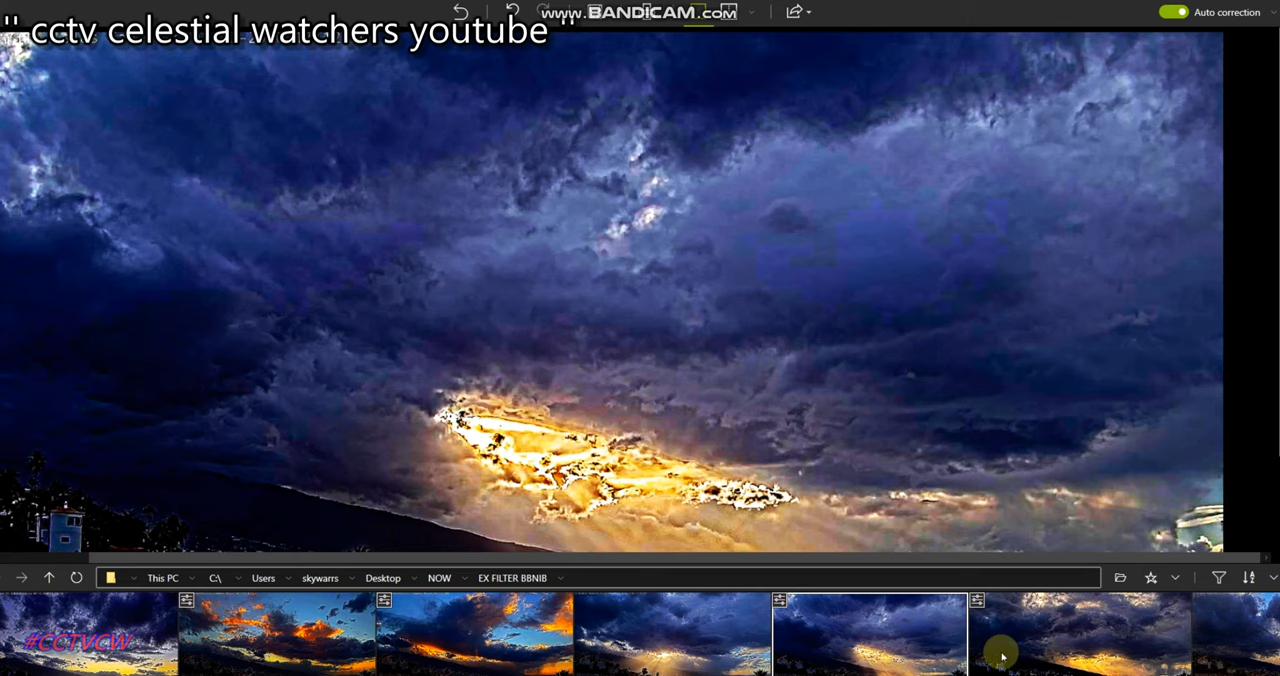 www.BANDICAM.com
Auto correction
" cctv celestial watchers youtube "
This PC
C:\
Users
skywarrs
Desktop
NOW
EX FILTER BBNIB
#CCTVCW